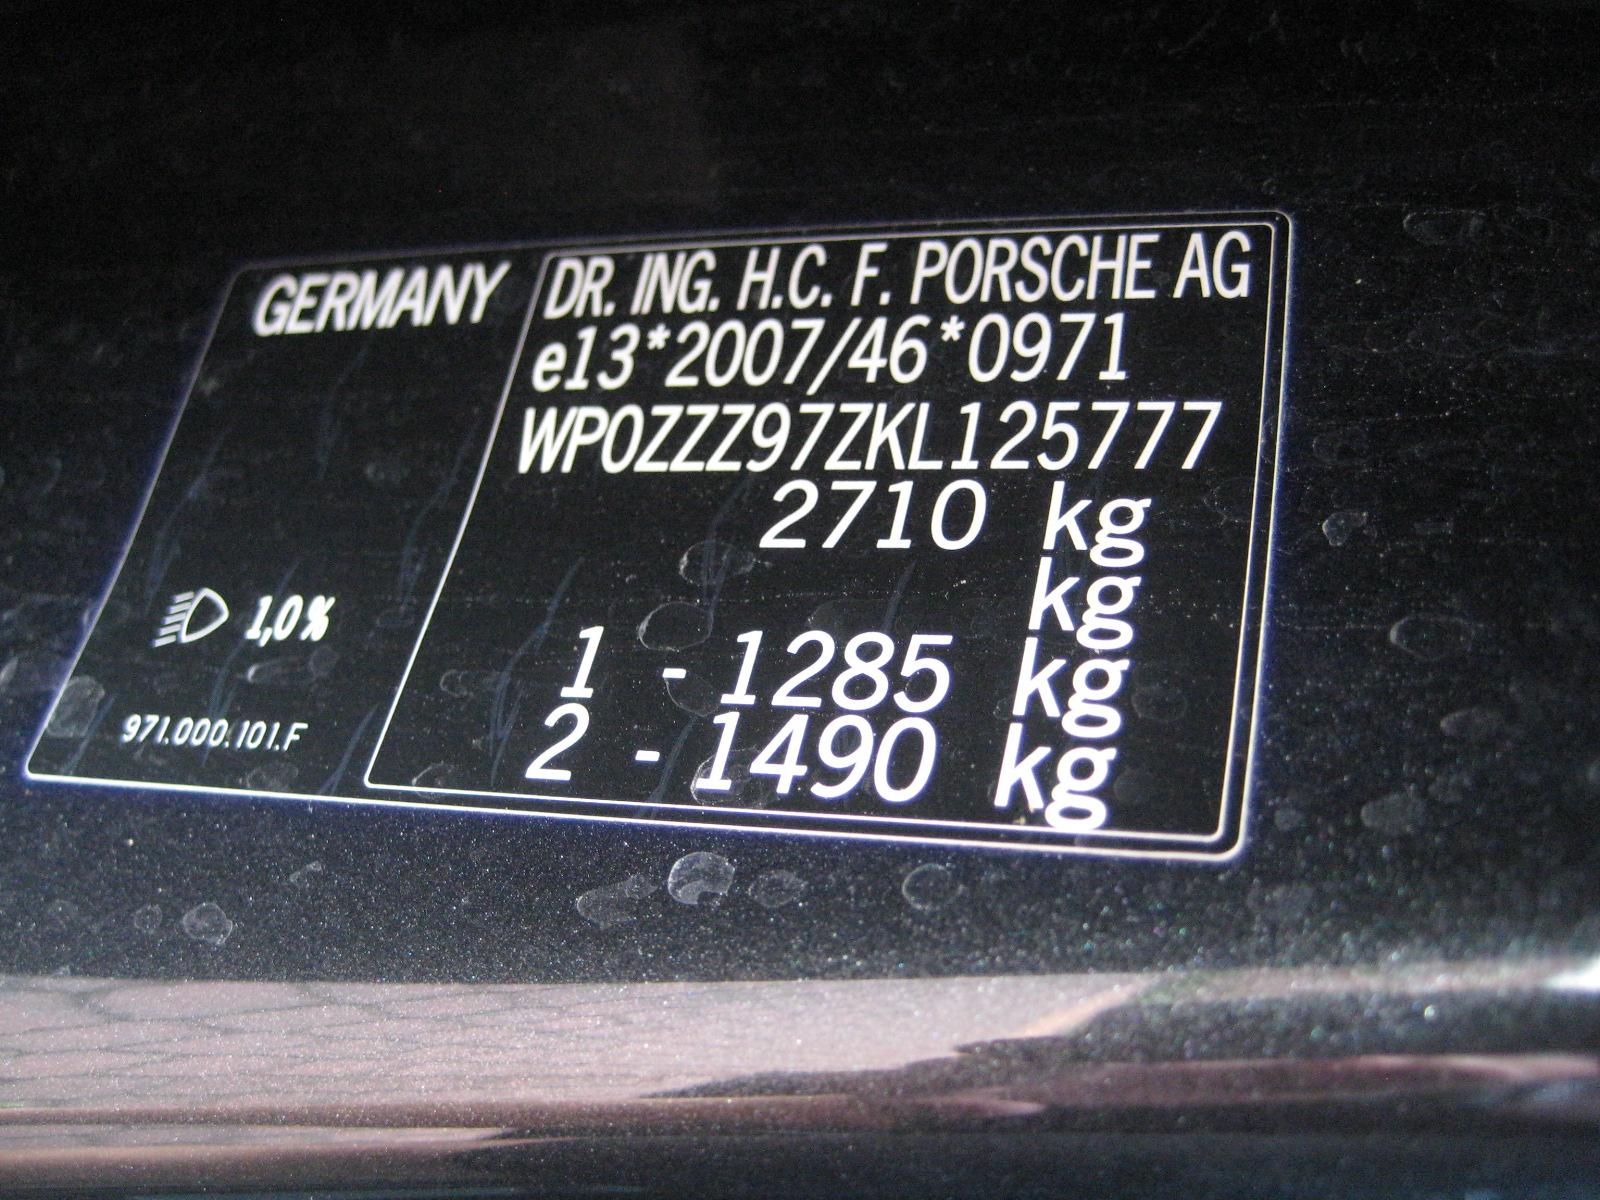 GERMANY
DR. ING. H.C. F. PORSCHE AG
e13*2007/46*0971
WP0ZZZ97ZKL125777
2710 kg
kg
1 - 1285 kg
2 - 1490 kg
1,0%
971.000.101.F